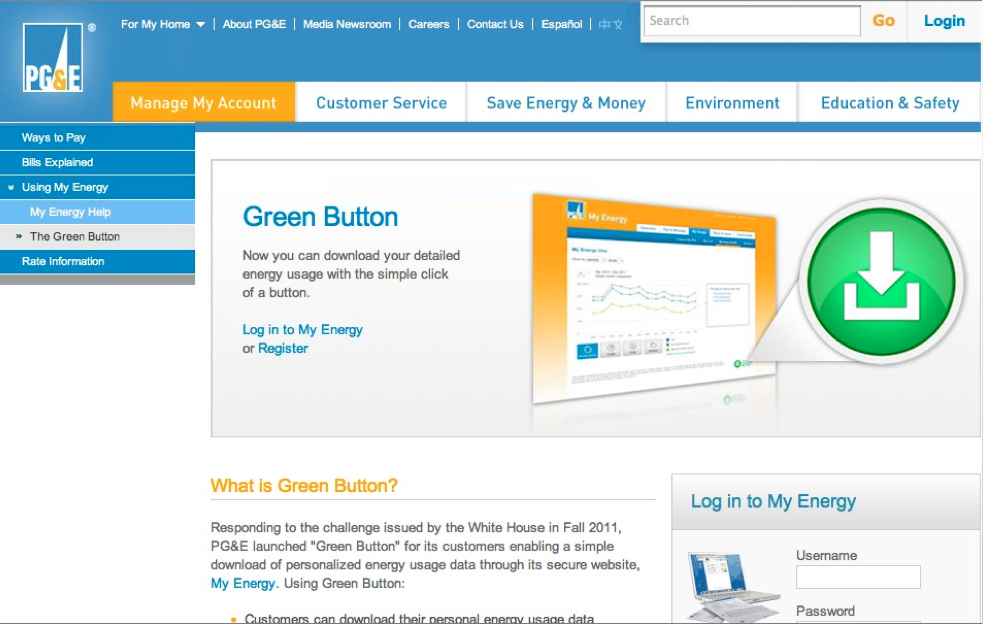 For My Home
About PG&E
Media Newsroom
Careers
Contact Us
Español
中文
Search
Go
Login
PG&E®
Manage My Account
Customer Service
Save Energy & Money
Environment
Education & Safety
Ways to Pay
Bills Explained
Using My Energy
My Energy Help
» The Green Button
Rate Information
Green Button
Now you can download your detailed
energy usage with the simple click
of a button.
Log in to My Energy
or Register
My Energy
My Energy Use
What is Green Button?
Responding to the challenge issued by the White House in Fall 2011,
PG&E launched "Green Button" for its customers enabling a simple
download of personalized energy usage data through its secure website,
My Energy. Using Green Button:
• Customers can download their personal energy usage data
Log in to My Energy
Username
Password